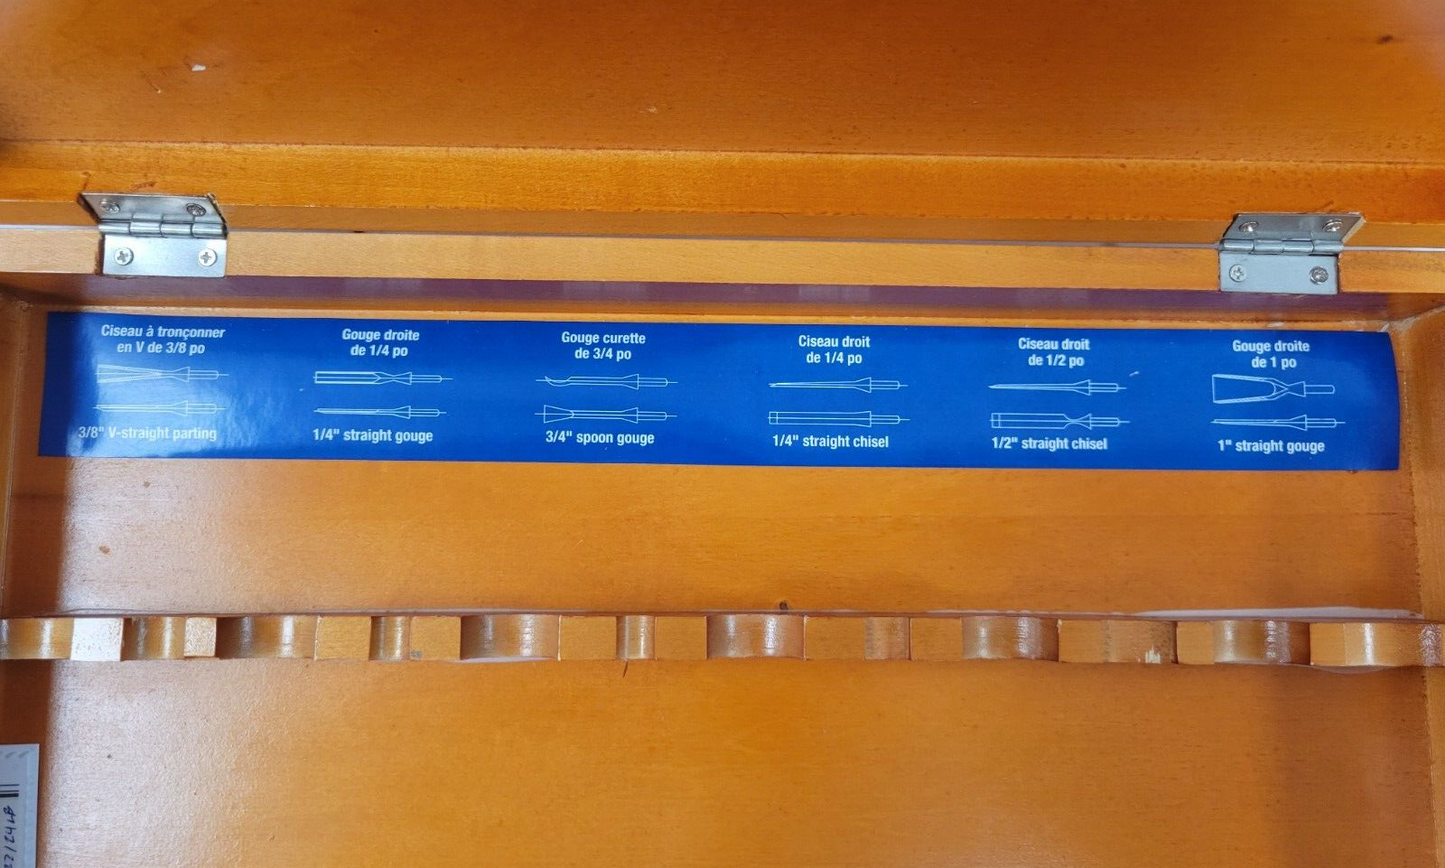 Ciseau à tronçonner
en V de 3/8 po
3/8" V-straight parting
Gouge droite
de 1/4 po
1/4" straight gouge
Gouge curette
de 3/4 po
3/4" spoon gouge
Ciseau droit
de 1/4 po
1/4" straight chisel
Ciseau droit
de 1/2 po
1/2" straight chisel
Gouge droite
de 1 po
1" straight gouge